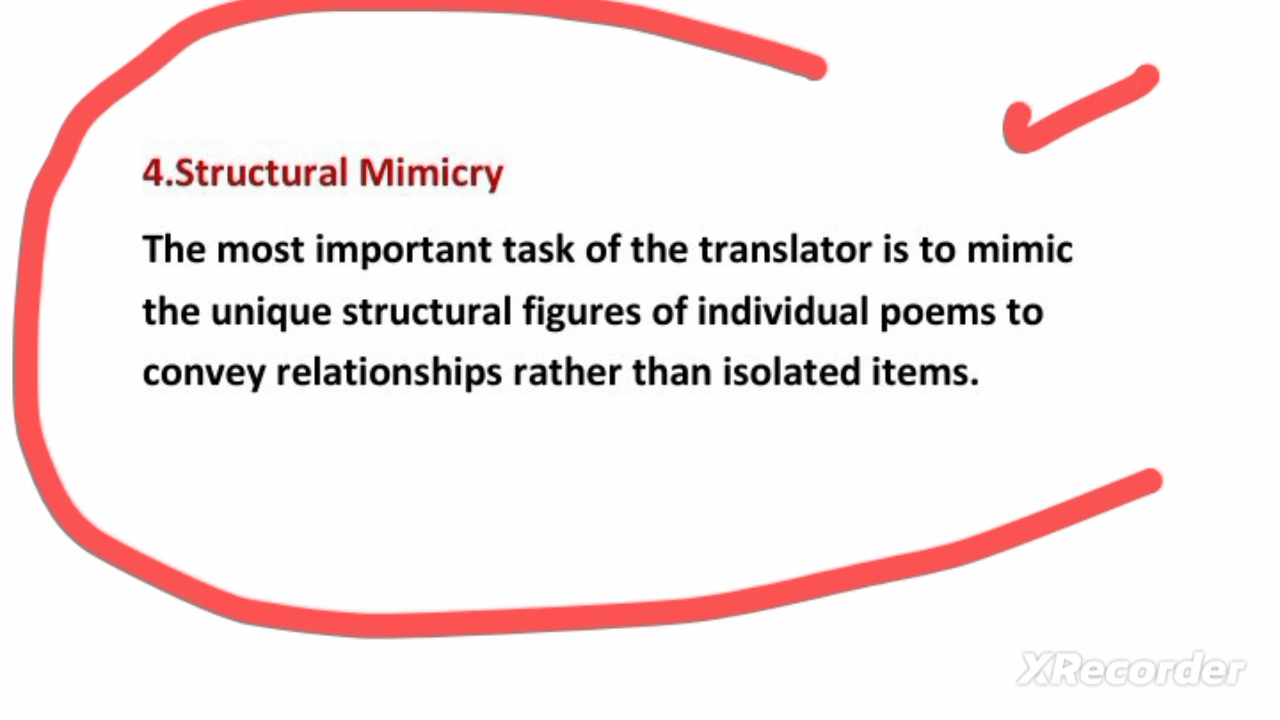 4.Structural Mimicry
The most important task of the translator is to mimic
the unique structural figures of individual poems to
convey relationships rather than isolated items.
XRecorder